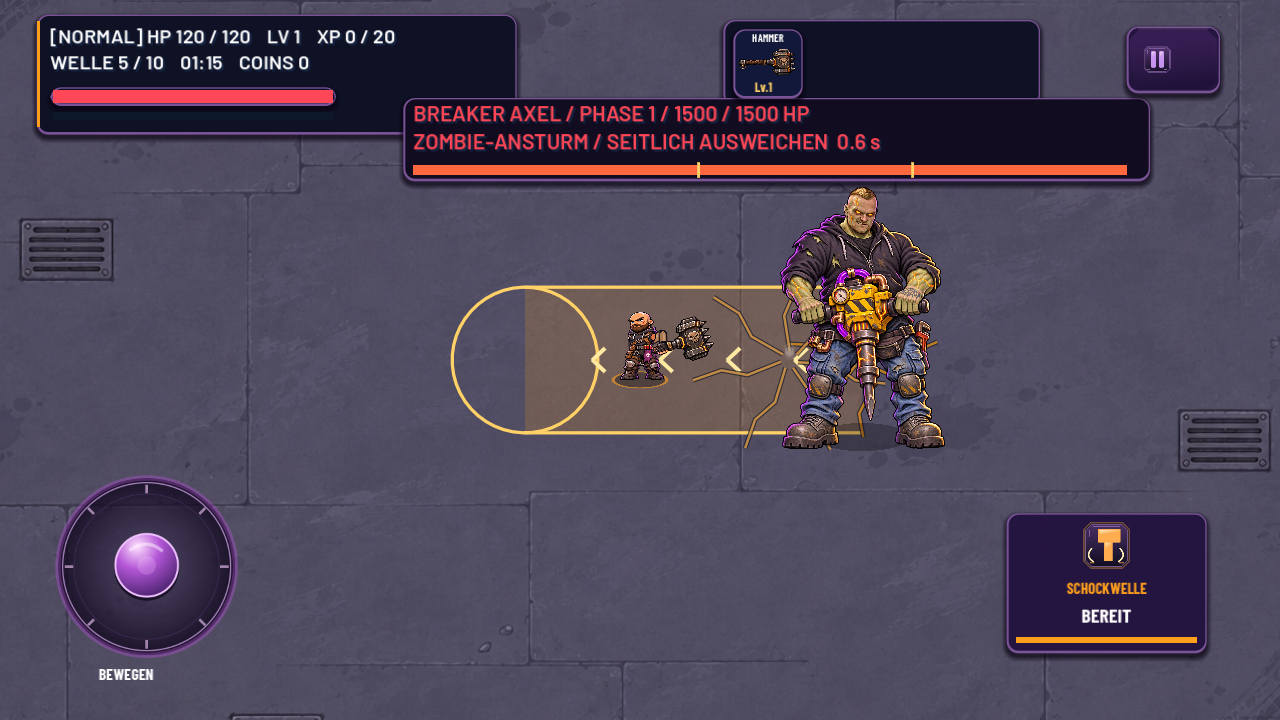 [NORMAL] HP 120 / 120 LV 1 XP 0 / 20
WELLE 5 / 10 01:15 COINS 0
HAMMER
Lv.1
BREAKER AXEL / PHASE 1 / 1500 / 1500 HP
ZOMBIE-ANSTURM / SEITLICH AUSWEICHEN 0.6 s
SCHOCKWELLE
BEREIT
BEWEGEN